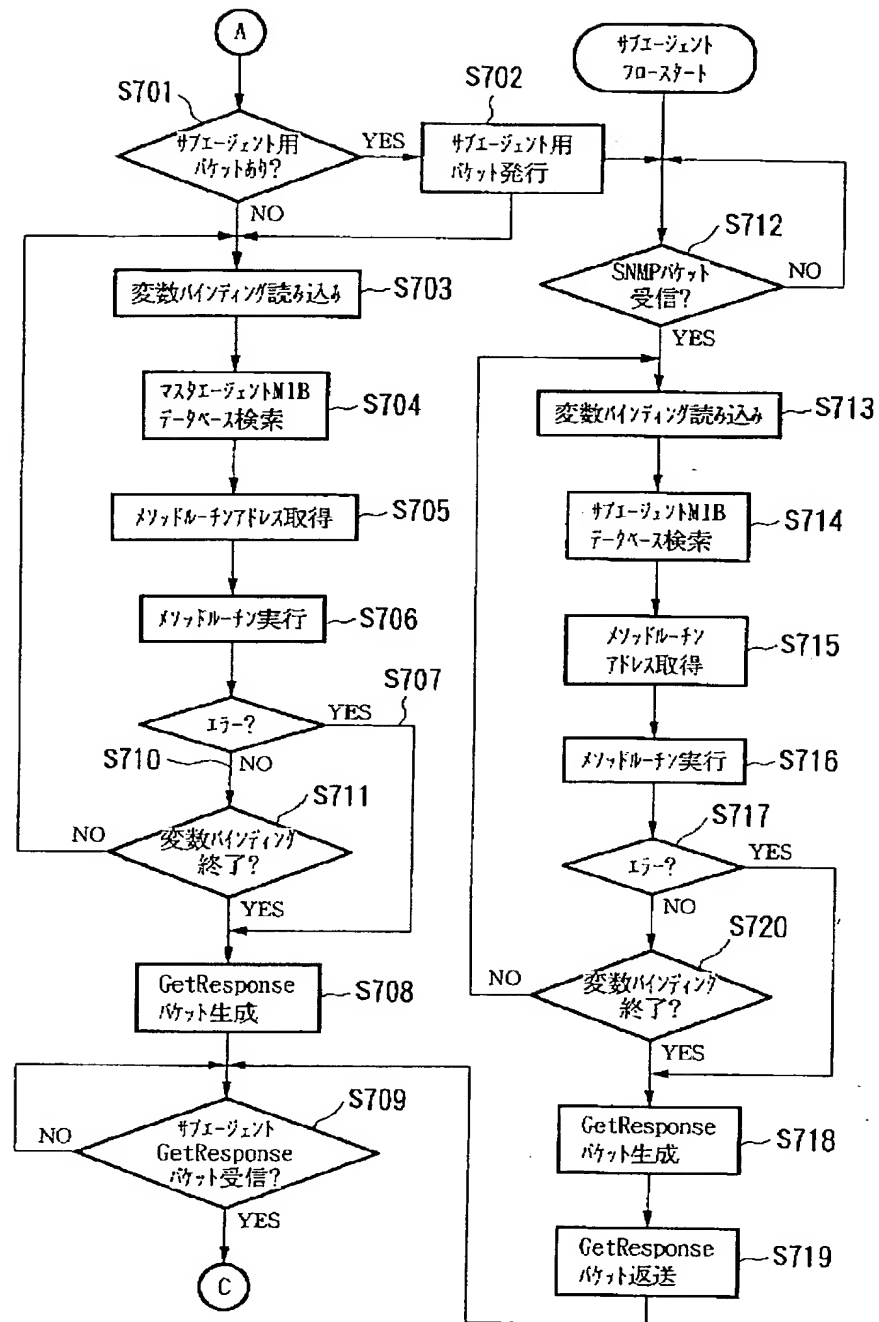 A
S701
サブエージェント用
パケットあり?
YES
NO
S702
サブエージェント用
パケット発行
変数バインディング読み込み
S703
マスタエージェントMIB
データベース検索
S704
メソッドルーチンアドレス取得
S705
メソッドルーチン実行
S706
S707
エラー?
YES
S710
NO
S711
変数バインディング
終了?
NO
YES
GetResponse
パケット生成
S708
S709
サブエージェント
GetResponse
パケット受信?
NO
YES
C
サブエージェント
フロースタート
S712
SNMPパケット
受信?
NO
YES
変数バインディング読み込み
S713
サブエージェントMIB
データベース検索
S714
メソッドルーチン
アドレス取得
S715
メソッドルーチン実行
S716
S717
エラー?
YES
NO
S720
変数バインディング
終了?
NO
YES
GetResponse
パケット生成
S718
GetResponse
パケット返送
S719